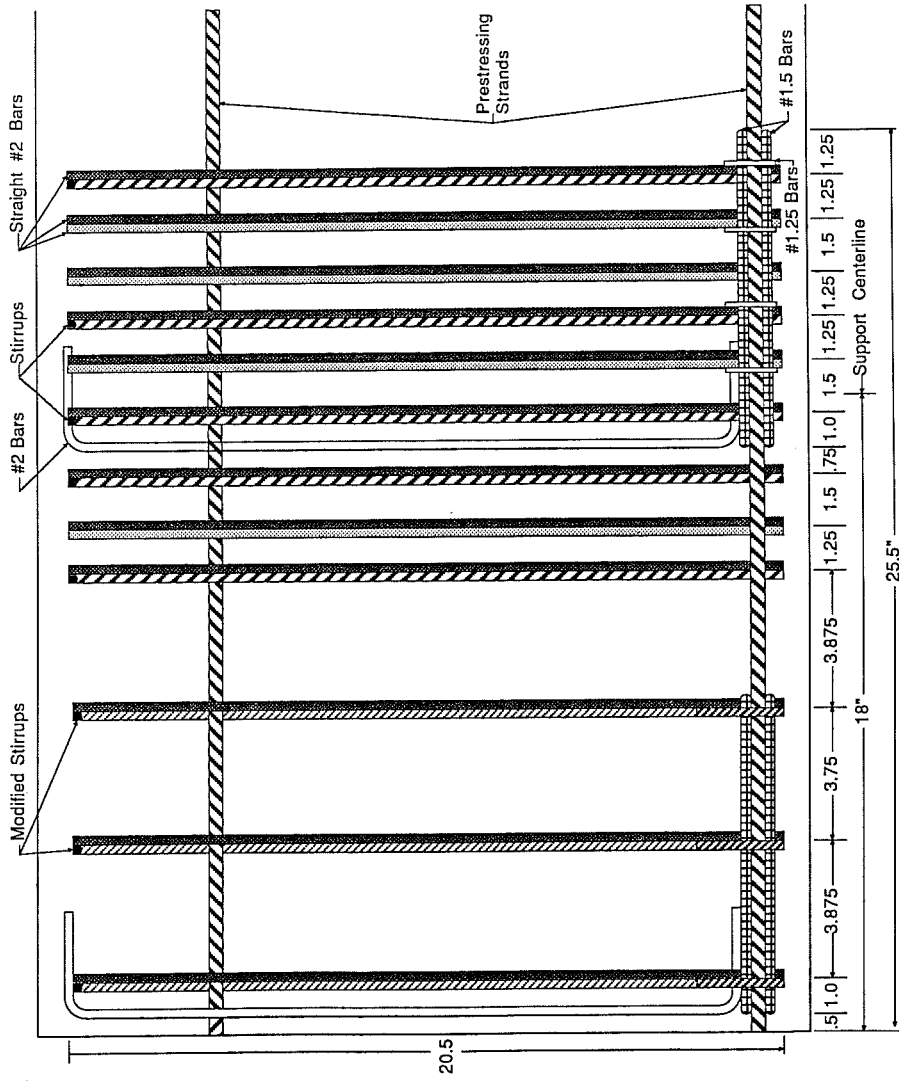 Straight #2 Bars
Stirrups
#2 Bars
Modified Stirrups
Prestressing
Strands
#1.5 Bars
#1.25 Bars
Support Centerline
.5
1.0
3.875
3.75
3.875
1.25
1.5
.75
1.0
1.5
1.25
1.25
1.5
1.25
1.25
18"
25.5"
20.5